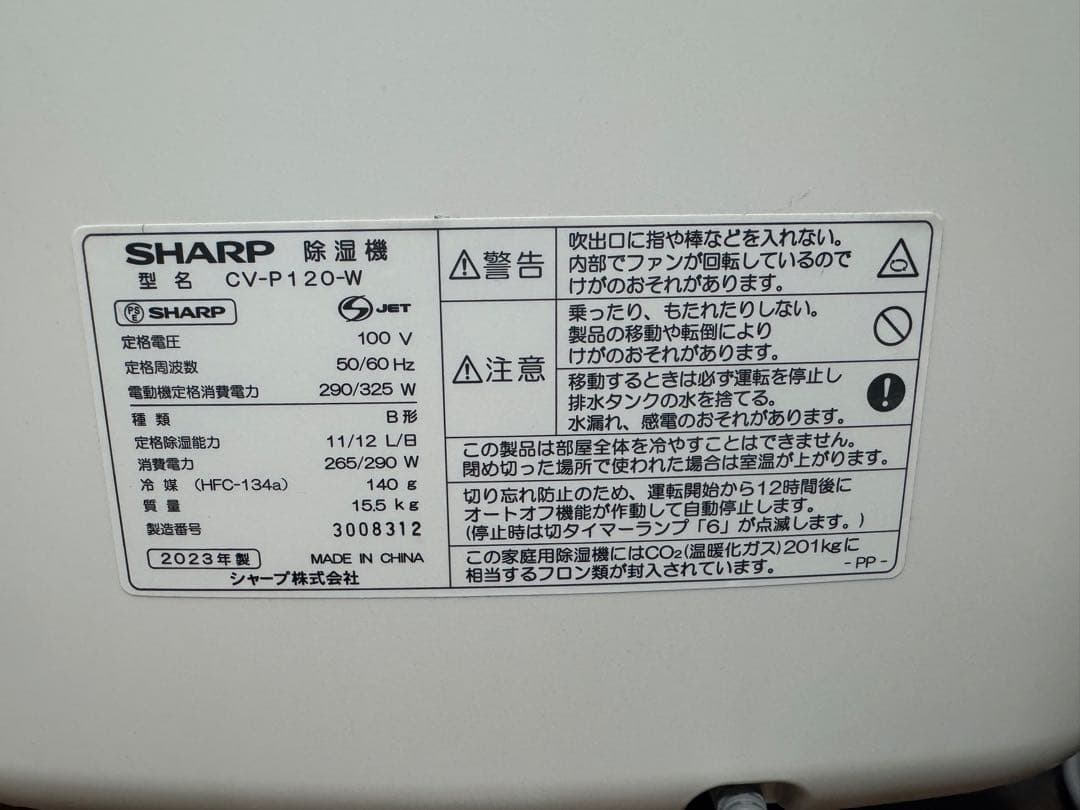 SHARP 除湿機
型名 CV-P120-W
PSE SHARP
JET
定格電圧 100 V
定格周波数 50/60 Hz
電動機定格消費電力 290/325 W
種類 B形
定格除湿能力 11/12 L/日
消費電力 265/290 W
冷媒 (HFC-134a) 140 g
質量 15.5 kg
製造番号 3008312
2023年製 MADE IN CHINA
シャープ株式会社
警告
吹出口に指や棒などを入れない。
内部でファンが回転しているので
けがのおそれがあります。
注意
乗ったり、もたれたりしない。
製品の移動や転倒により
けがのおそれがあります。
移動するときは必ず運転を停止し
排水タンクの水を捨てる。
水漏れ、感電のおそれがあります。
この製品は部屋全体を冷やすことはできません。
閉め切った場所で使われた場合は室温が上がります。
切り忘れ防止のため、運転開始から12時間後に
オートオフ機能が作動して自動停止します。
(停止時は切タイマーランプ「6」が点滅します。)
この家庭用除湿機にはCO₂(温暖化ガス)201kgに
相当するフロン類が封入されています。 -PP-